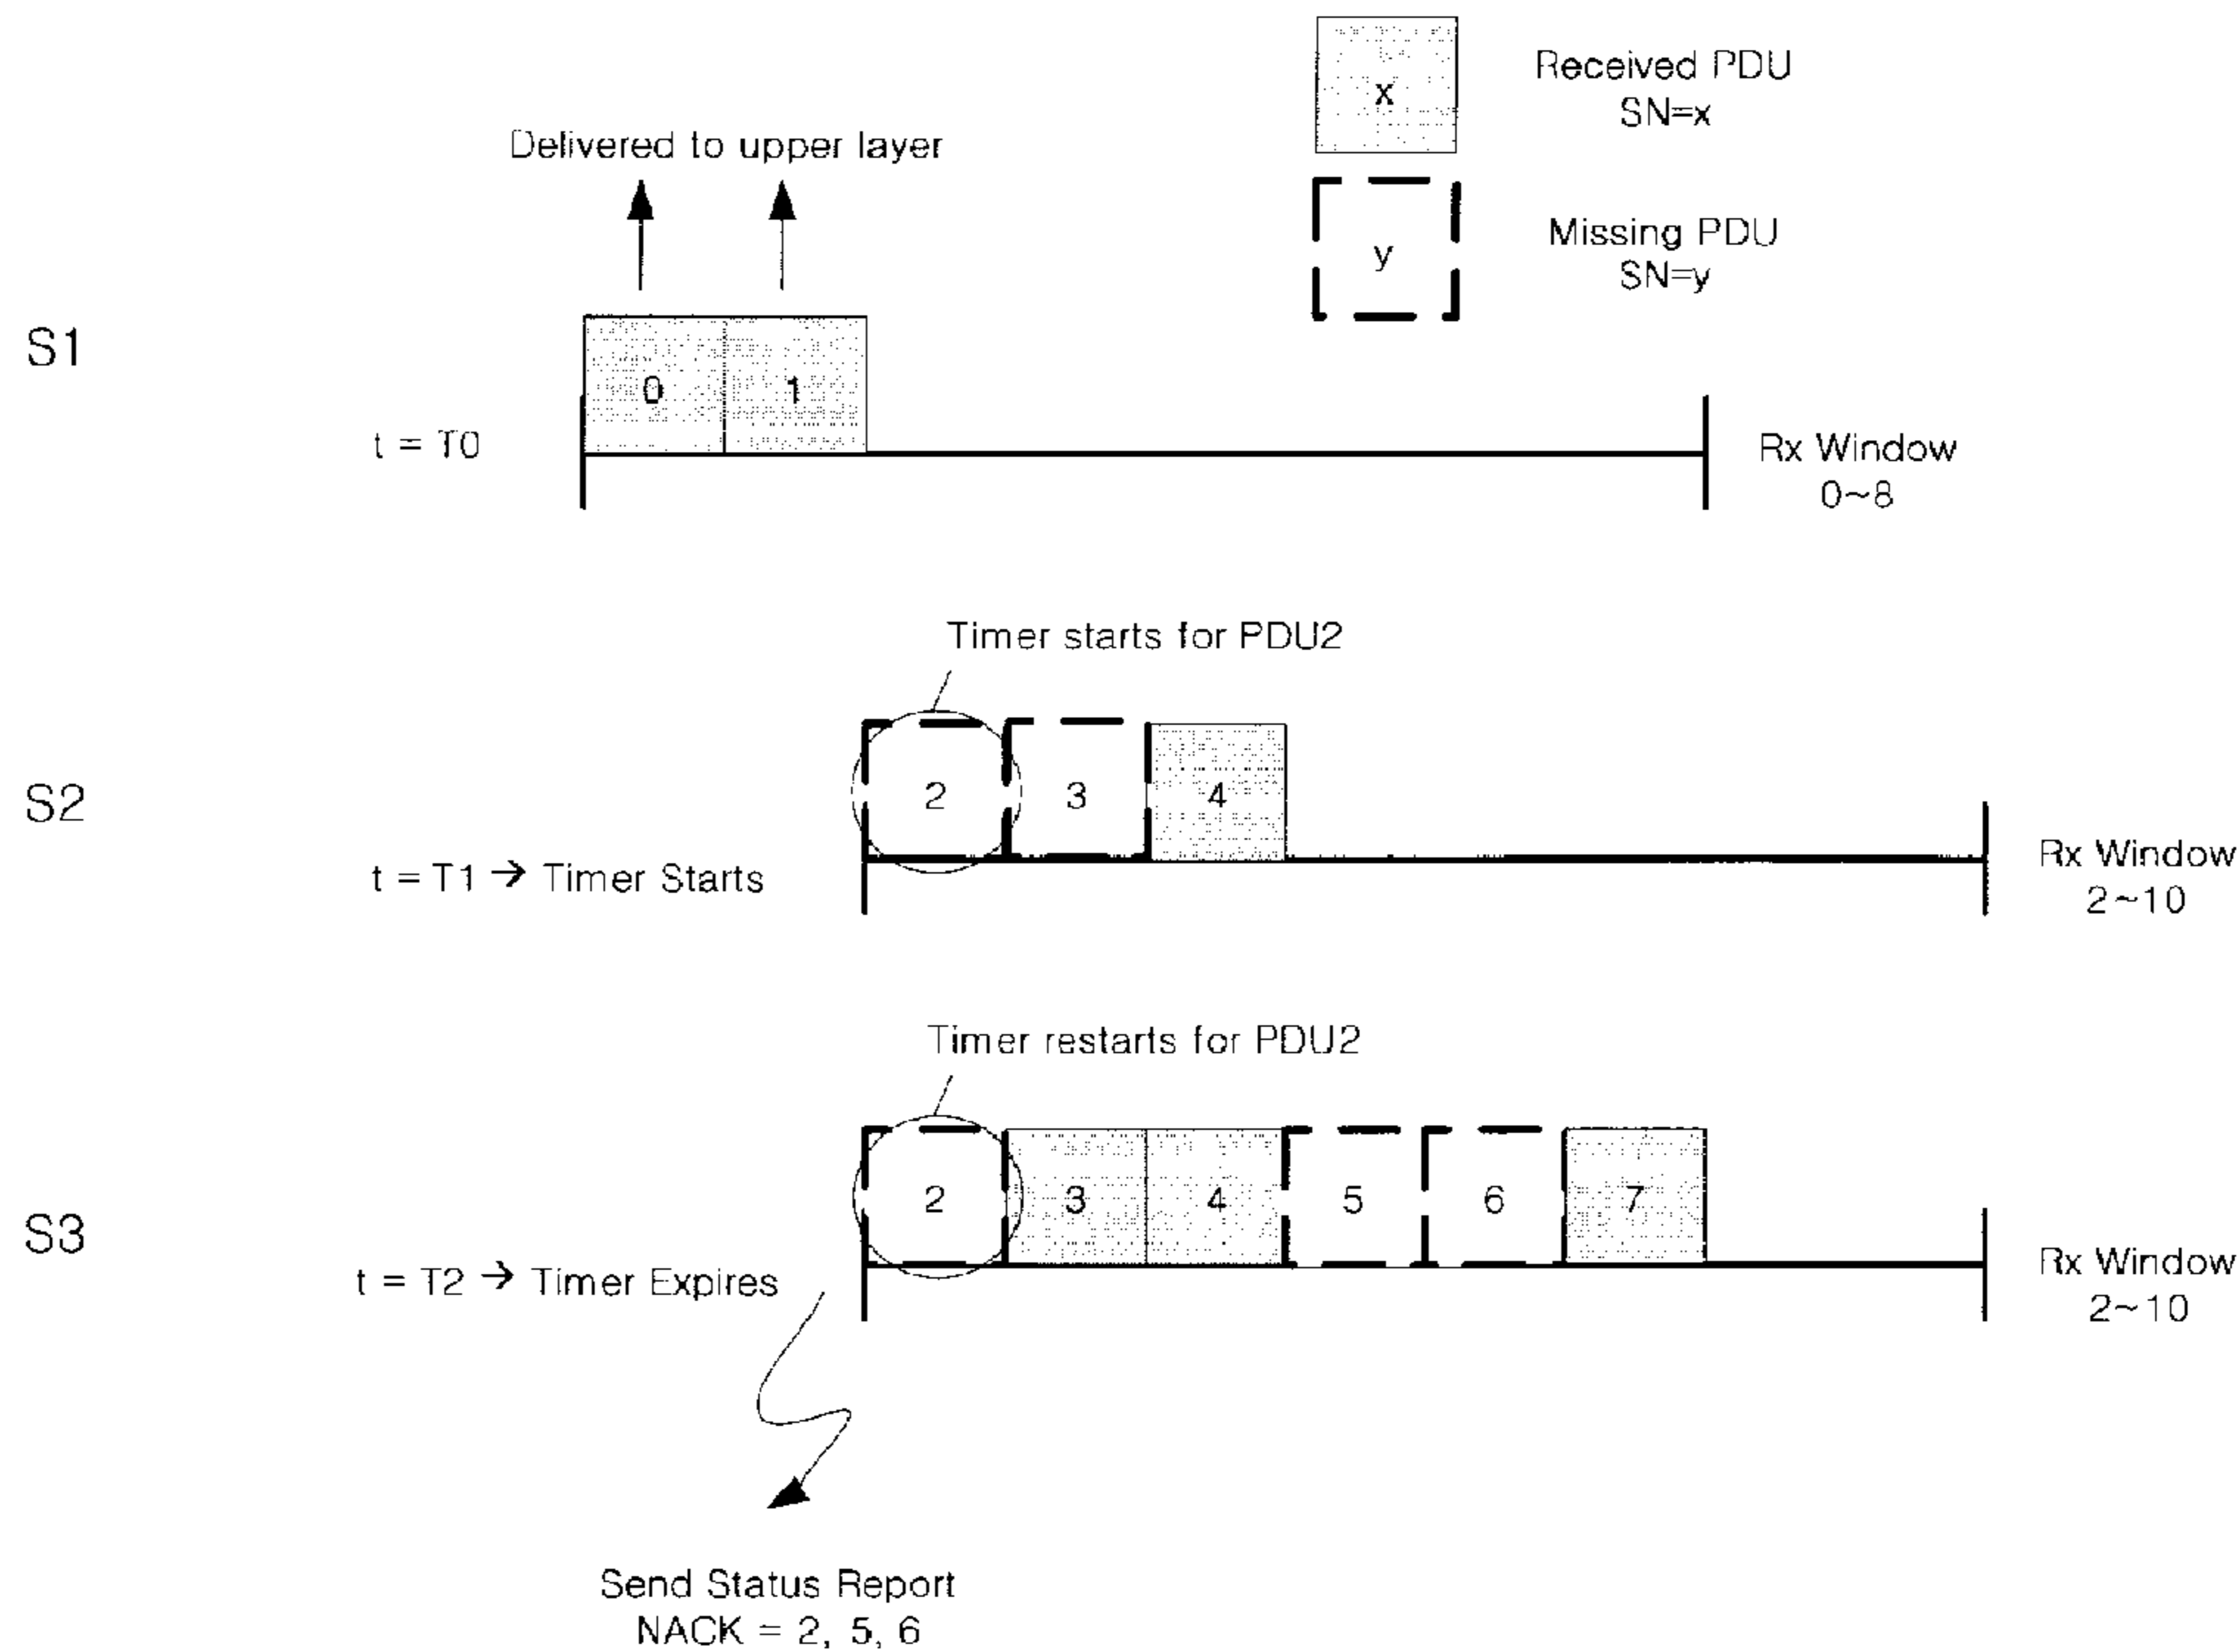 x
Received PDU
SN=x
Delivered to upper layer
y
Missing PDU
SN=y
S1
0 1
t = T0
Rx Window
0~8
Timer starts for PDU2
S2
2 3 4
t = T1 → Timer Starts
Rx Window
2~10
Timer restarts for PDU2
S3
2 3 4 5 6 7
t = T2 → Timer Expires
Rx Window
2~10
Send Status Report
NACK = 2, 5, 6